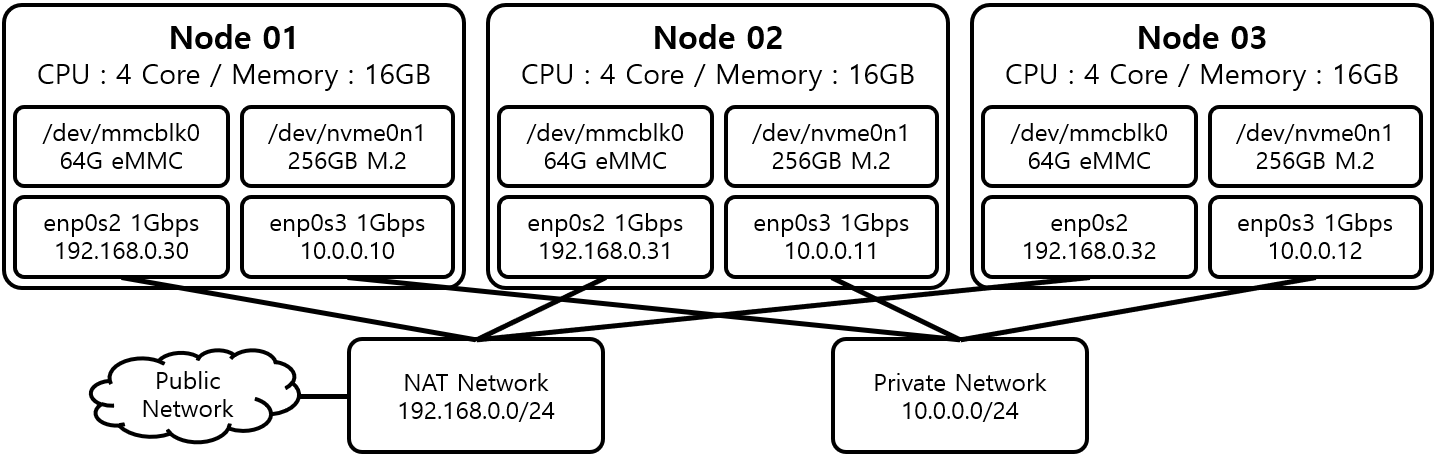 Node 01
CPU : 4 Core / Memory : 16GB
/dev/mmcblk0
64G eMMC
/dev/nvme0n1
256GB M.2
enp0s2 1Gbps
192.168.0.30
enp0s3 1Gbps
10.0.0.10
Node 02
CPU : 4 Core / Memory : 16GB
/dev/mmcblk0
64G eMMC
/dev/nvme0n1
256GB M.2
enp0s2 1Gbps
192.168.0.31
enp0s3 1Gbps
10.0.0.11
Node 03
CPU : 4 Core / Memory : 16GB
/dev/mmcblk0
64G eMMC
/dev/nvme0n1
256GB M.2
enp0s2
192.168.0.32
enp0s3 1Gbps
10.0.0.12
Public
Network
NAT Network
192.168.0.0/24
Private Network
10.0.0.0/24